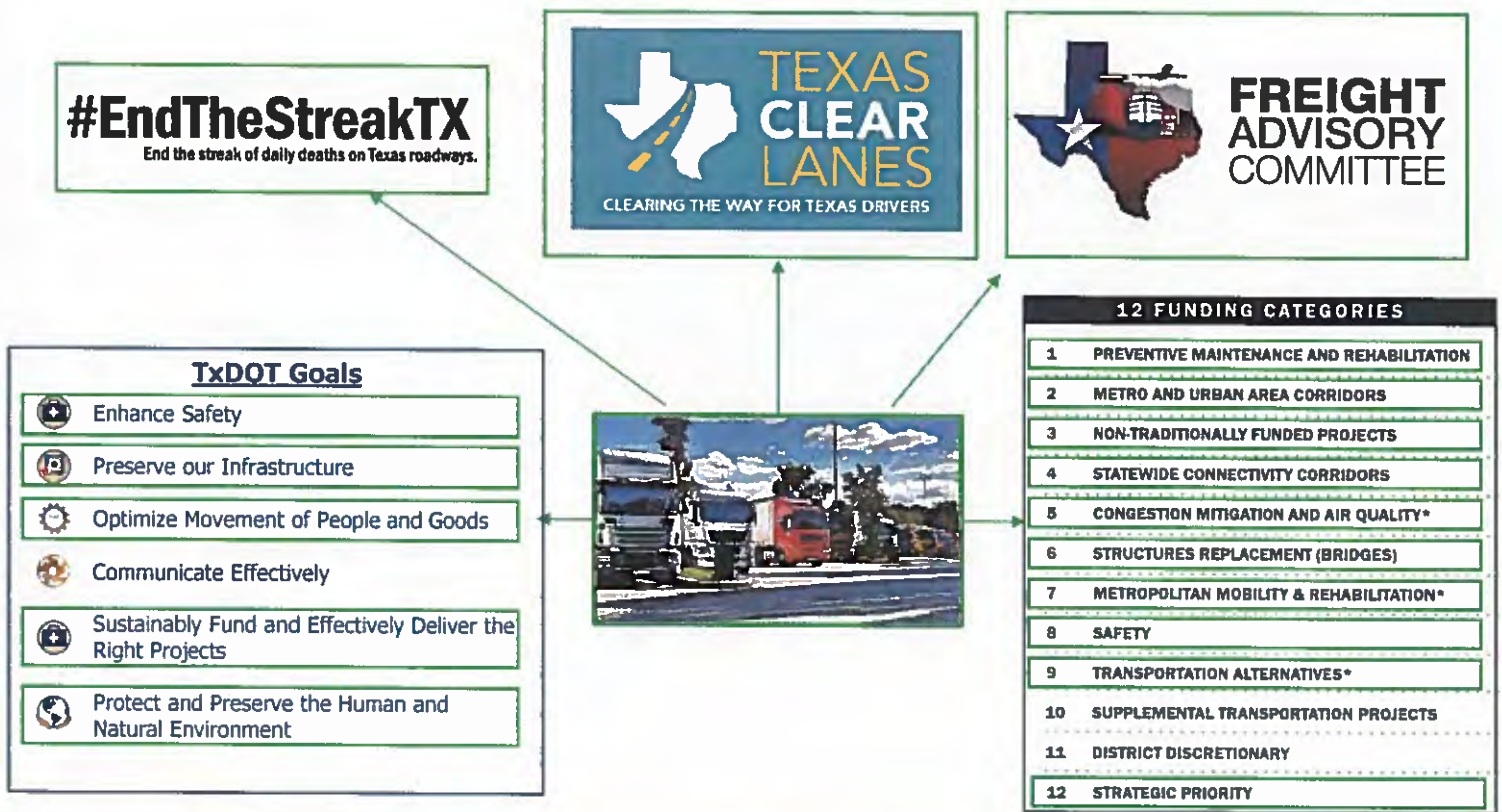 #EndTheStreakTX
End the streak of daily deaths on Texas roadways.
TEXAS
CLEAR
LANES
CLEARING THE WAY FOR TEXAS DRIVERS
FREIGHT
ADVISORY
COMMITTEE
TxDOT Goals
Enhance Safety
Preserve our Infrastructure
Optimize Movement of People and Goods
Communicate Effectively
Sustainably Fund and Effectively Deliver the
Right Projects
Protect and Preserve the Human and
Natural Environment
12 FUNDING CATEGORIES
1 PREVENTIVE MAINTENANCE AND REHABILITATION
2 METRO AND URBAN AREA CORRIDORS
3 NON-TRADITIONALLY FUNDED PROJECTS
4 STATEWIDE CONNECTIVITY CORRIDORS
5 CONGESTION MITIGATION AND AIR QUALITY*
6 STRUCTURES REPLACEMENT (BRIDGES)
7 METROPOLITAN MOBILITY & REHABILITATION*
8 SAFETY
9 TRANSPORTATION ALTERNATIVES*
10 SUPPLEMENTAL TRANSPORTATION PROJECTS
11 DISTRICT DISCRETIONARY
12 STRATEGIC PRIORITY